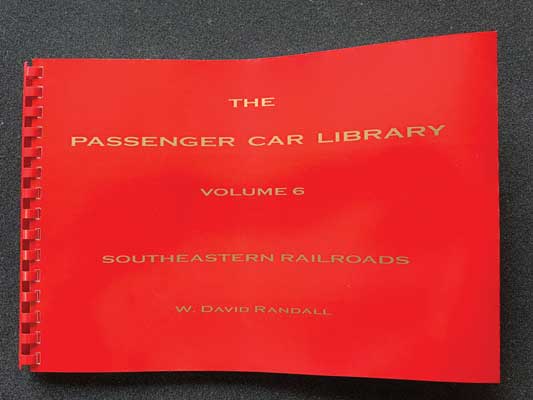 THE
PASSENGER CAR LIBRARY
VOLUME 6
SOUTHEASTERN RAILROADS
W. DAVID RANDALL